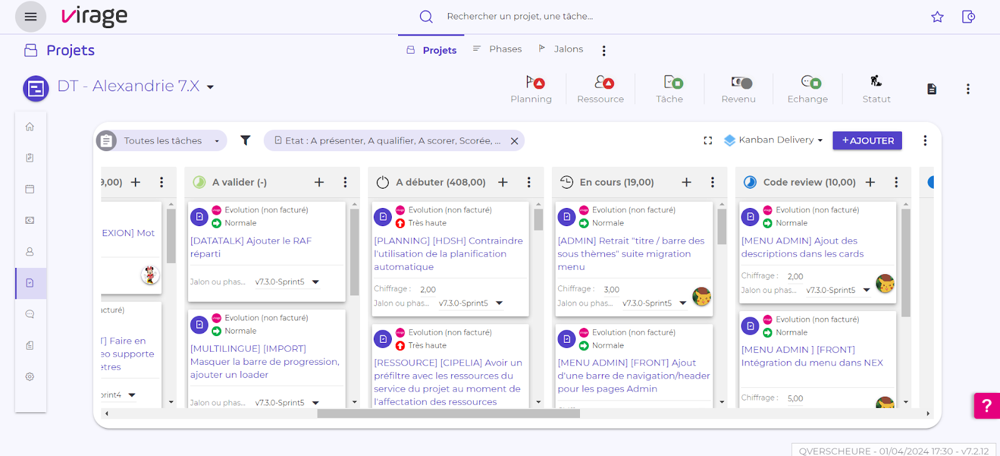 virage
Rechercher un projet, une tâche...
Projets
Projets
Phases
Jalons
DT - Alexandrie 7.X
Planning
Ressource
Tâche
Revenu
Echange
Statut
Toutes les tâches
Etat : A présenter, A qualifier, A scorer, Scorée, ...
Kanban Delivery
+AJOUTER
9,00)
EXION] Mot
acturé)
T] Faire en
eo supporte
etres
print4
A valider (-)
Evolution (non facturé)
Normale
[DATATALK] Ajouter le RAF
réparti
Jalon ou phas...
v7.3.0-Sprint5
Evolution (non facturé)
Normale
[MULTILINGUE] [IMPORT]
Masquer la barre de progression,
ajouter un loader
Jalon ou phas...
v7.3.0-Sprint5
A débuter (408,00)
Evolution (non facturé)
Très haute
[PLANNING] [HDSH] Contraindre
l'utilisation de la planification
automatique
Chiffrage : 2,00
Jalon ou phas...
v7.3.0-Sprint5
Evolution (non facturé)
Très haute
[RESSOURCE] [CIPELIA] Avoir un
préfiltre avec les ressources du
service du projet au moment de
l'affectation des ressources
En cours (19,00)
Evolution (non facturé)
Normale
[ADMIN] Retrait "titre / barre des
sous thèmes" suite migration
menu
Chiffrage : 3,00
Jalon ou phas...
v7.3.0-Sprint5
Evolution (non facturé)
Normale
[MENU ADMIN] [FRONT] Ajout
d'une barre de navigation/header
pour les pages Admin
Code review (10,00)
Evolution (non facturé)
Normale
[MENU ADMIN] Ajout des
descriptions dans les cards
Chiffrage : 2,00
Jalon ou phas...
v7.3.0-Sprint5
Evolution (non facturé)
Normale
[MENU ADMIN ] [FRONT]
Intégration du menu dans NEX
Chiffrage : 5,00
?
QVERSCHEURE - 01/04/2024 17:30 - v7.2.12